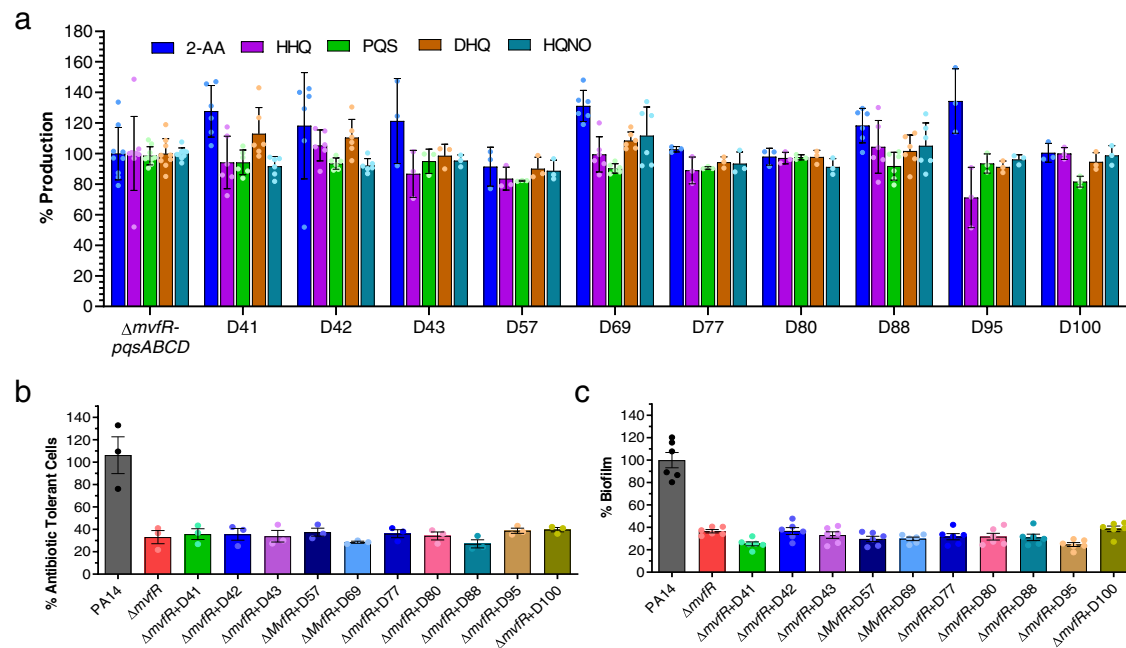 a
180
160
140
120
100
80
60
40
20
0
% Production
2-AA HHQ PQS DHQ HQNO
ΔmvfR-
pqsABCD
D41 D42 D43 D57 D69 D77 D80 D88 D95 D100
b
140
120
100
80
60
40
20
0
% Antibiotic Tolerant Cells
PA14
ΔmvfR
ΔmvfR+D41
ΔmvfR+D42
ΔmvfR+D43
ΔMvfR+D57
ΔMvfR+D69
ΔmvfR+D77
ΔmvfR+D80
ΔmvfR+D88
ΔmvfR+D95
ΔmvfR+D100
c
140
120
100
80
60
40
20
0
% Biofilm
PA14
ΔmvfR
ΔmvfR+D41
ΔmvfR+D42
ΔmvfR+D43
ΔMvfR+D57
ΔMvfR+D69
ΔmvfR+D77
ΔmvfR+D80
ΔmvfR+D88
ΔmvfR+D95
ΔmvfR+D100